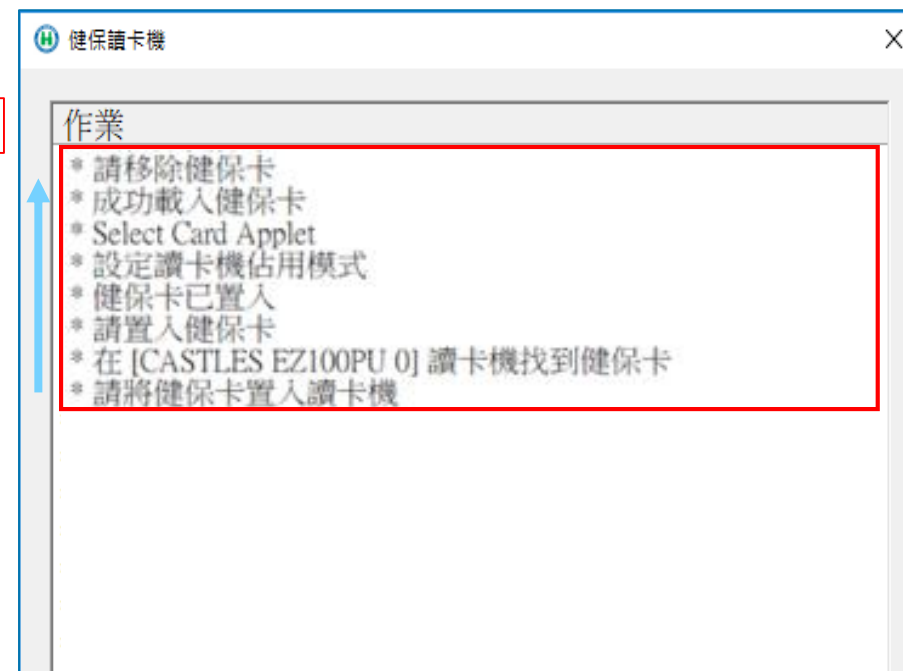 健保讀卡機
作業
* 請移除健保卡
* 成功載入健保卡
* Select Card Applet
* 設定讀卡機佔用模式
* 健保卡已置入
* 請置入健保卡
* 在 [CASTLES EZ100PU 0] 讀卡機找到健保卡
* 請將健保卡置入讀卡機